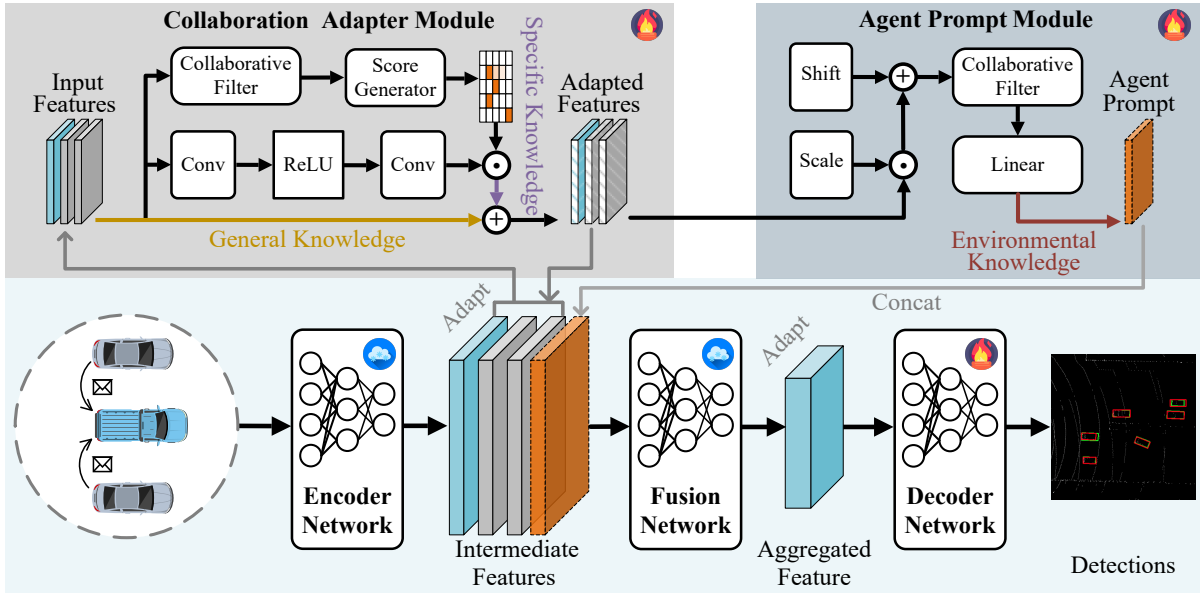 Collaboration Adapter Module
Input
Features
Collaborative
Filter
Score
Generator
Specific Knowledge
Adapted
Features
Conv
ReLU
Conv
General Knowledge
Agent Prompt Module
Shift
Scale
Collaborative
Filter
Linear
Agent
Prompt
Environmental
Knowledge
Adapt
Concat
Adapt
Encoder
Network
Intermediate
Features
Fusion
Network
Aggregated
Feature
Decoder
Network
Detections